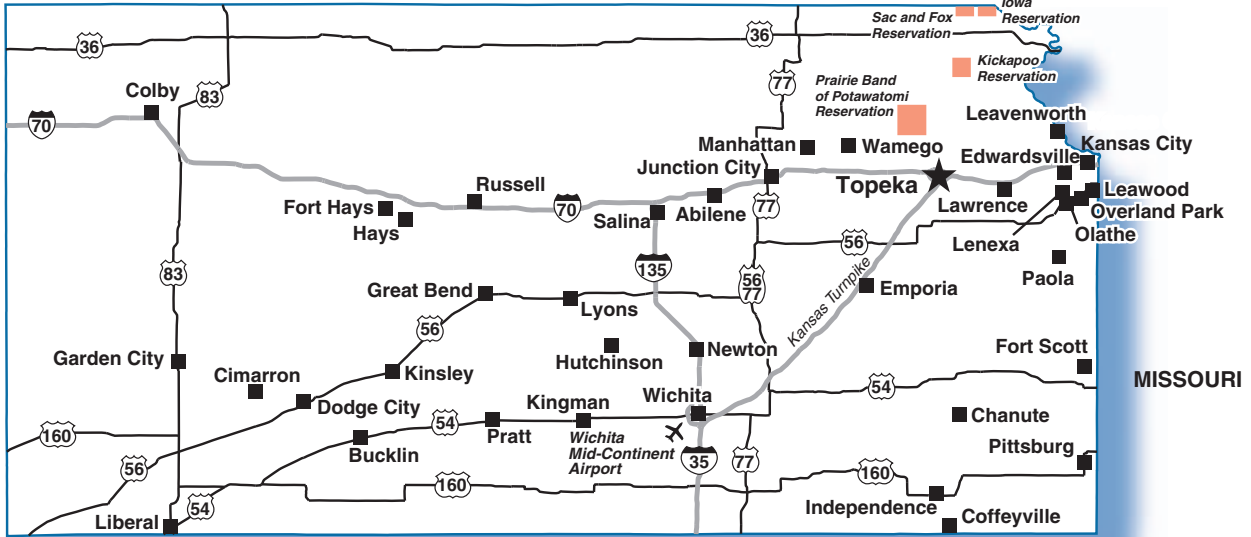 Iowa
Reservation
Sac and Fox
Reservation
36
36
Kickapoo
Reservation
77
Prairie Band
of Potawatomi
Reservation
83
Colby
70
Leavenworth
Manhattan
Wamego
Kansas City
Edwardsville
Junction City
Topeka
Russell
Leawood
Lawrence
Overland Park
Fort Hays
70
Salina
Abilene
77
Hays
Olathe
Lenexa
56
135
83
56
77
Paola
Kansas Turnpike
Emporia
Great Bend
Lyons
56
Fort Scott
Newton
Garden City
Hutchinson
Cimarron
Kinsley
MISSOURI
54
Wichita
Kingman
Dodge City
Chanute
54
Pratt
160
Wichita
Mid-Continent
Airport
Pittsburg
Bucklin
35
77
56
160
160
54
Independence
Liberal
Coffeyville